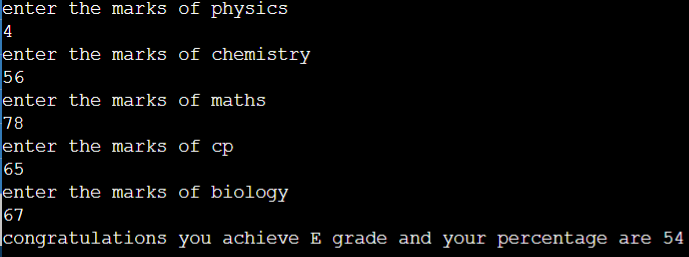 enter the marks of physics
4
enter the marks of chemistry
56
enter the marks of maths
78
enter the marks of cp
65
enter the marks of biology
67
congratulations you achieve E grade and your percentage are 54